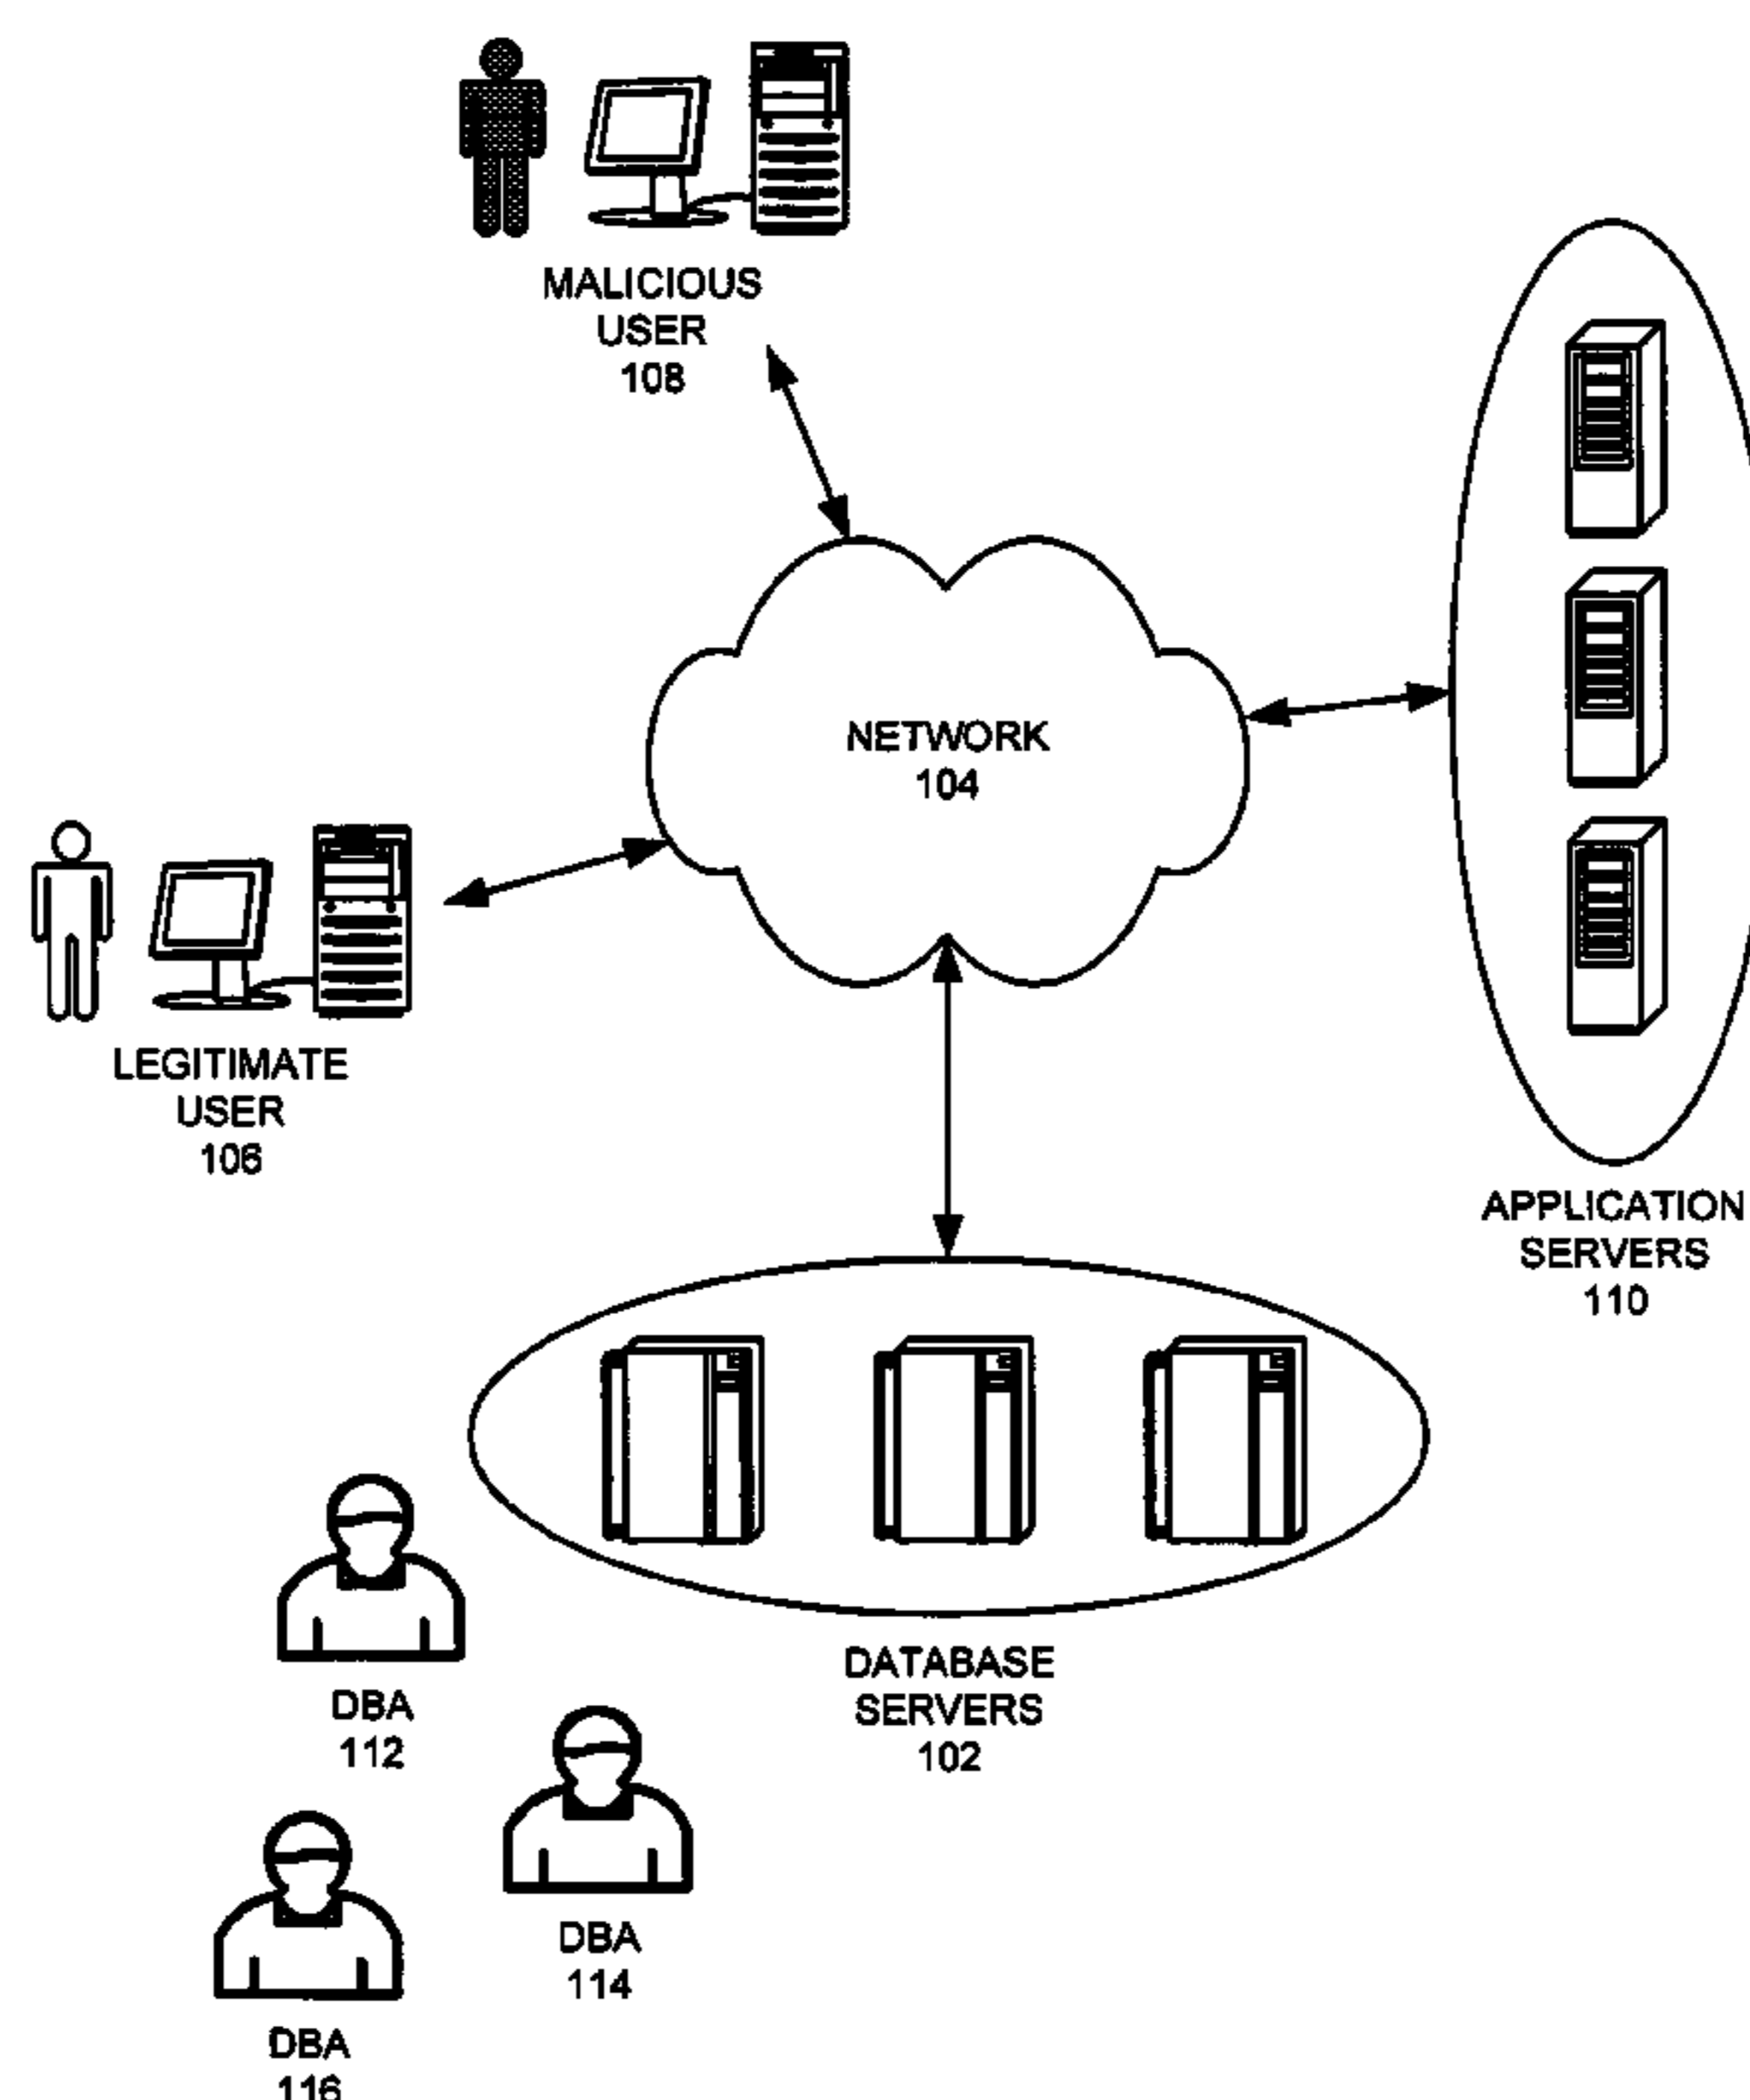 MALICIOUS
USER
108
NETWORK
104
LEGITIMATE
USER
106
APPLICATION
SERVERS
110
DATABASE
SERVERS
102
DBA
112
DBA
114
DBA
116